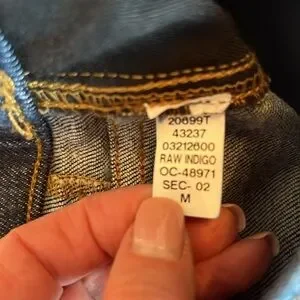 20699T
43237
03212600
RAW INDIGO
OC-48971
SEC- 02
M